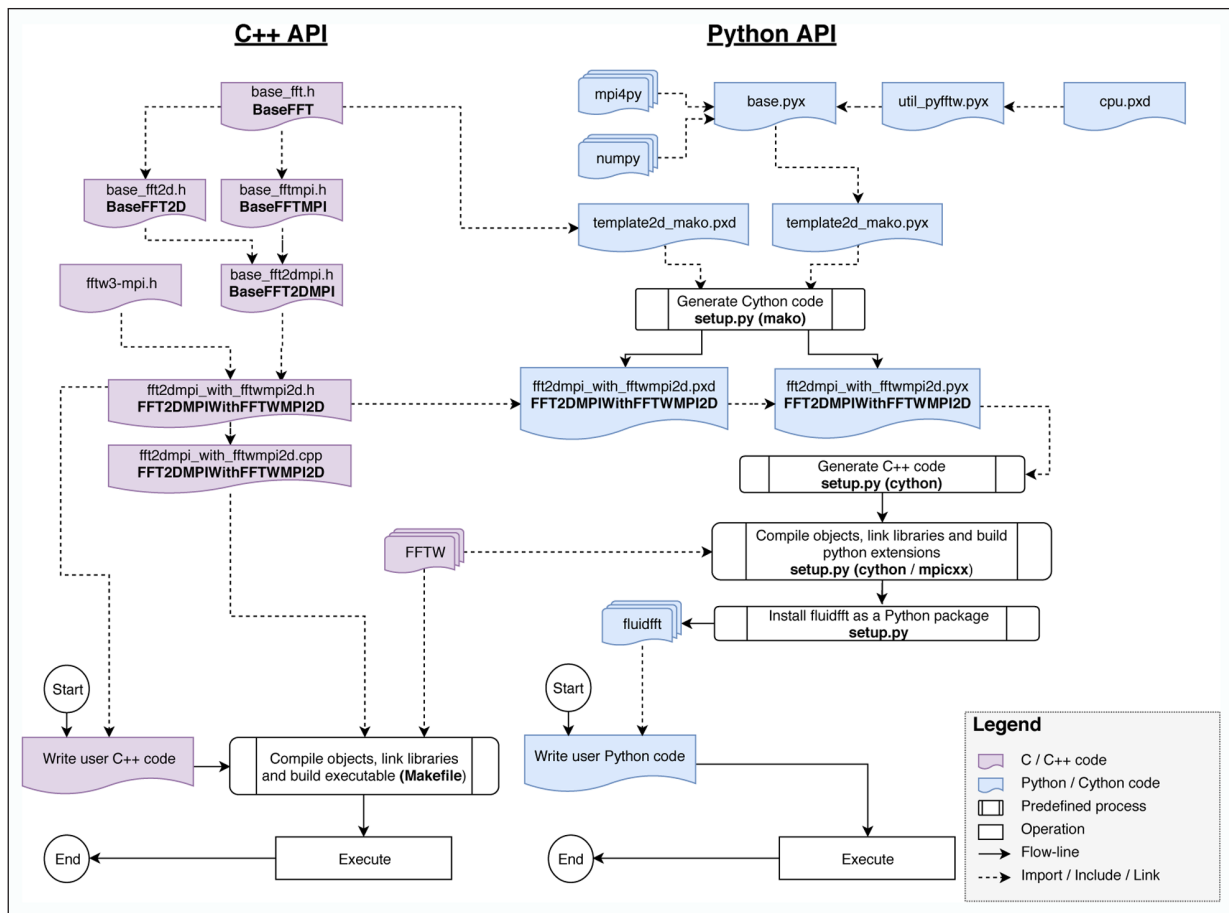 C++ API
Python API
base_fft.h
BaseFFT
mpi4py
base.pyx
util_pyfftw.pyx
cpu.pxd
numpy
base_fft2d.h
BaseFFT2D
base_fftmpi.h
BaseFFTMPI
template2d_mako.pxd
template2d_mako.pyx
fftw3-mpi.h
base_fft2dmpi.h
BaseFFT2DMPI
Generate Cython code
setup.py (mako)
fft2dmpi_with_fftwmpi2d.h
FFT2DMPIWithFFTWMPI2D
fft2dmpi_with_fftwmpi2d.pxd
FFT2DMPIWithFFTWMPI2D
fft2dmpi_with_fftwmpi2d.pyx
FFT2DMPIWithFFTWMPI2D
fft2dmpi_with_fftwmpi2d.cpp
FFT2DMPIWithFFTWMPI2D
Generate C++ code
setup.py (cython)
FFTW
Compile objects, link libraries and build
python extensions
setup.py (cython / mpicxx)
fluidfft
Install fluidfft as a Python package
setup.py
Start
Start
Write user C++ code
Compile objects, link libraries
and build executable (Makefile)
Write user Python code
End
Execute
End
Execute
Legend
C / C++ code
Python / Cython code
Predefined process
Operation
Flow-line
Import / Include / Link